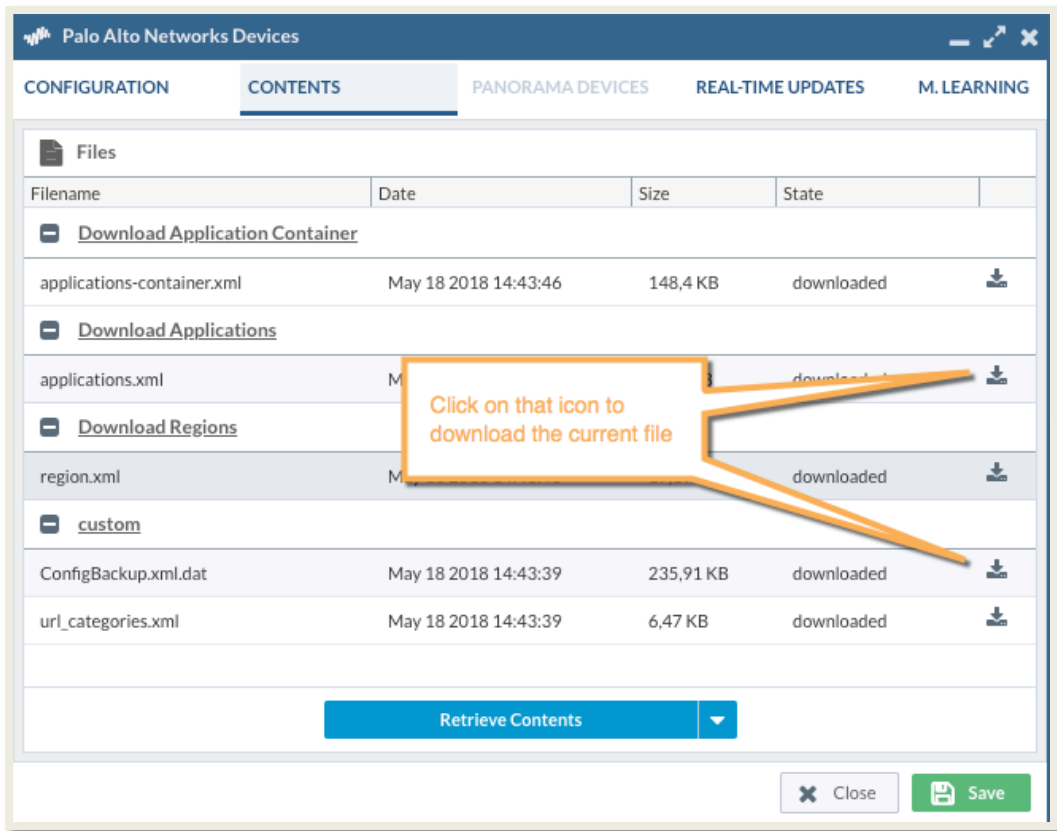 Palo Alto Networks Devices
CONFIGURATION CONTENTS PANORAMA DEVICES REAL-TIME UPDATES M. LEARNING
Files
Filename Date Size State
Download Application Container
applications-container.xml May 18 2018 14:43:46 148,4 KB downloaded
Download Applications
applications.xml
Click on that icon to
download the current file
Download Regions
region.xml downloaded
custom
ConfigBackup.xml.dat May 18 2018 14:43:39 235,91 KB downloaded
url_categories.xml May 18 2018 14:43:39 6,47 KB downloaded
Retrieve Contents
Close Save